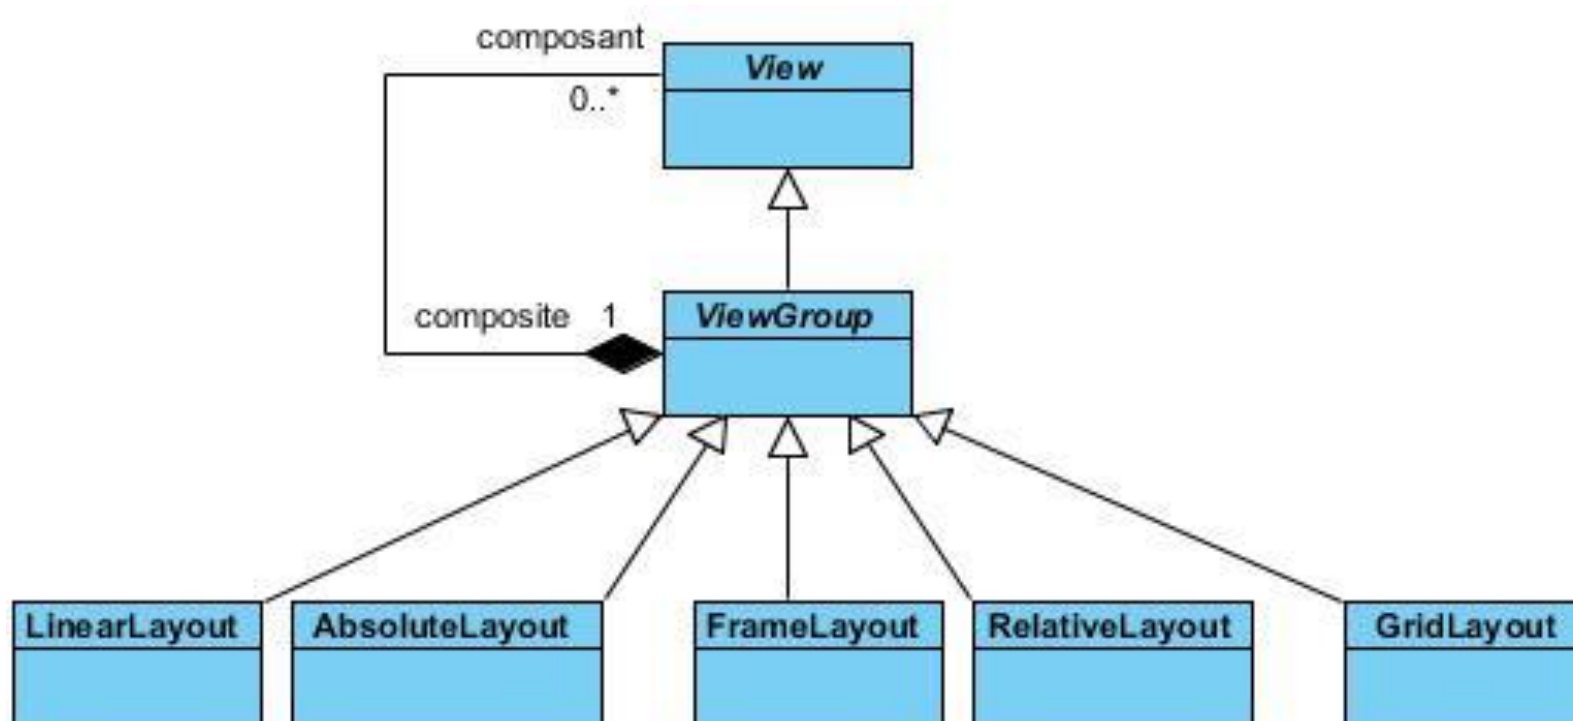 composant
View
0..*
composite 1
ViewGroup
LinearLayout
AbsoluteLayout
FrameLayout
RelativeLayout
GridLayout